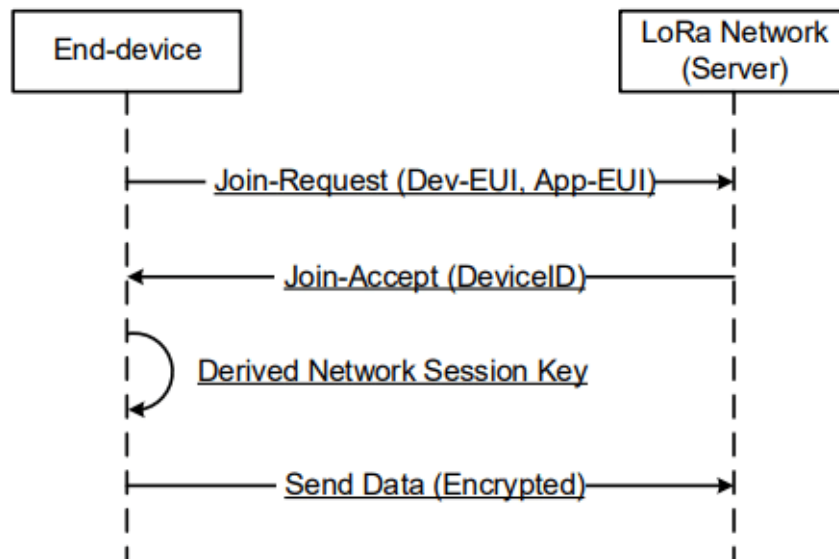 End-device
LoRa Network
(Server)
Join-Request (Dev-EUI, App-EUI)
Join-Accept (DeviceID)
Derived Network Session Key
Send Data (Encrypted)